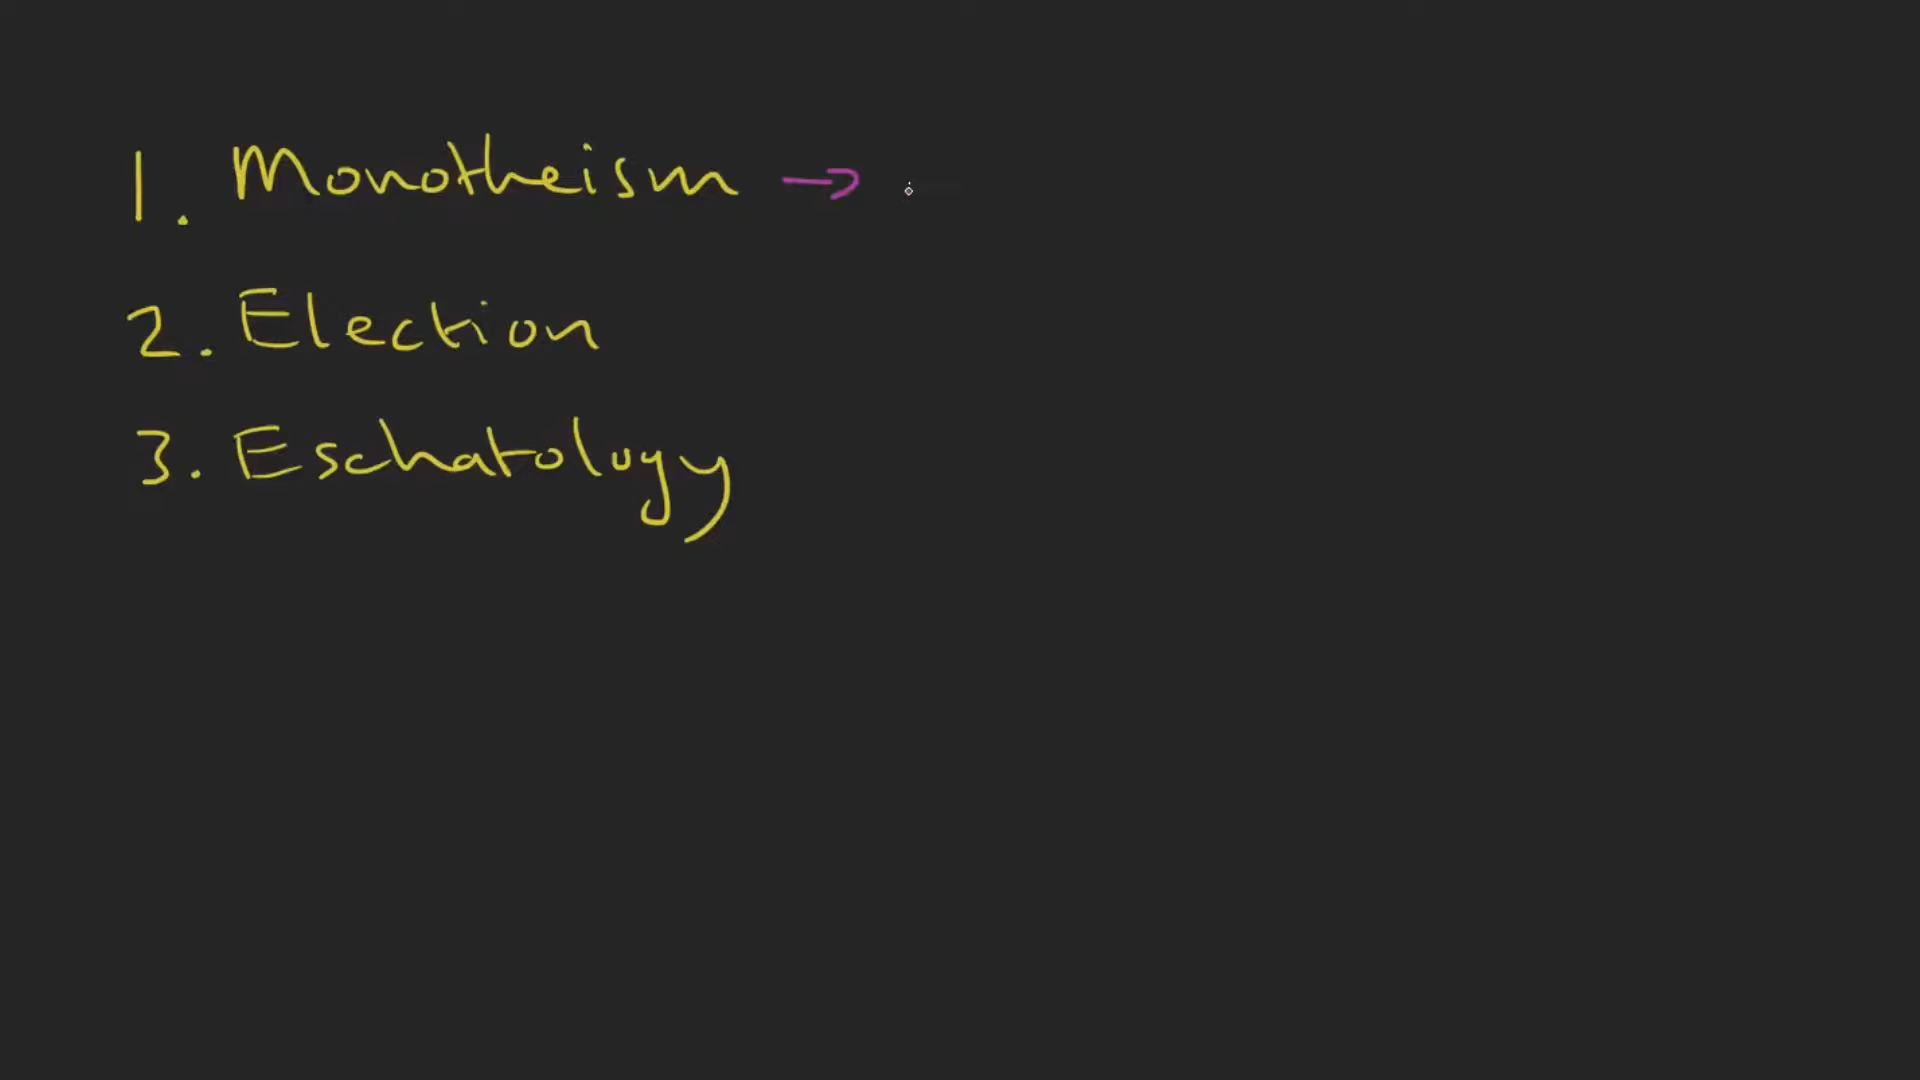 1. Monotheism →
2. Election
3. Eschatology